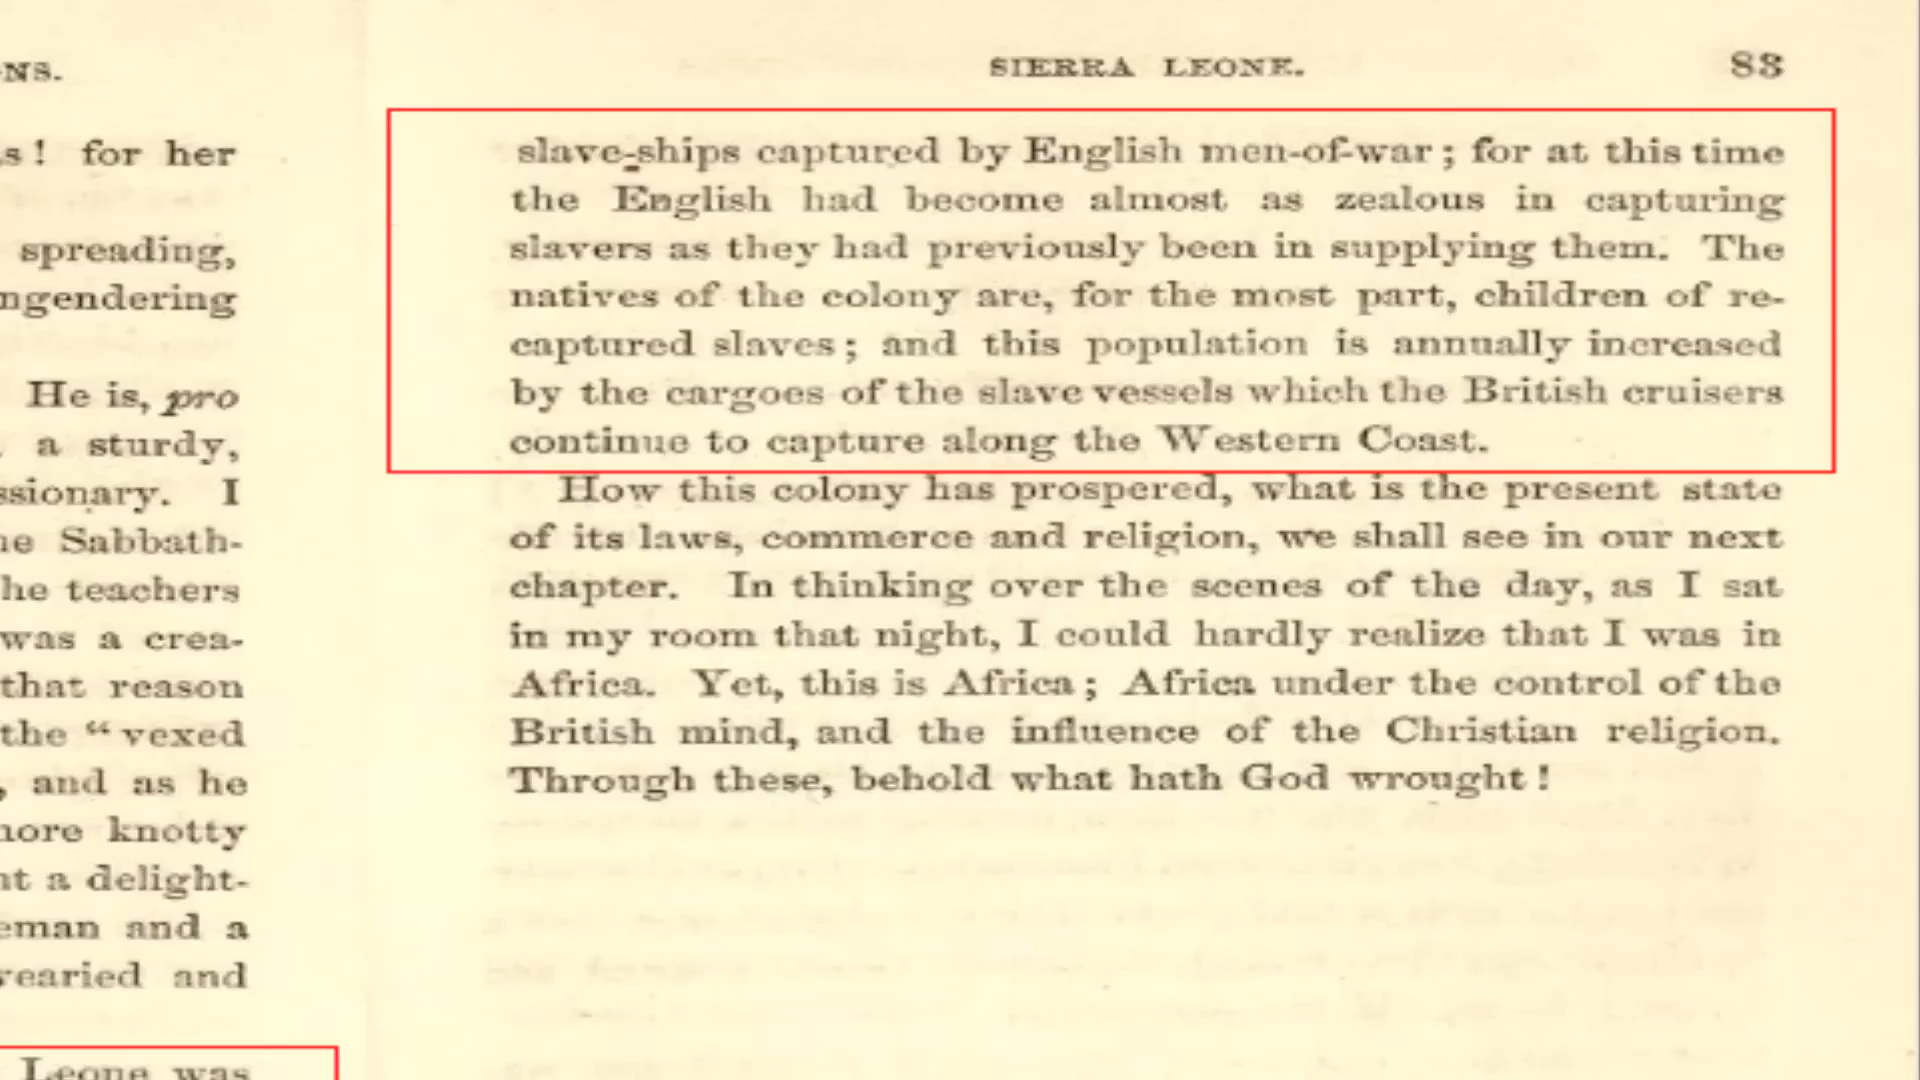 NS.
s! for her
spreading,
ngendering
He is, pro
a sturdy,
ssionary. I
ne Sabbath-
he teachers
was a crea-
that reason
the “ vexed
, and as he
nore knotty
nt a delight-
eman and a
vearied and
Leone was
SIERRA LEONE. 83
slave-ships captured by English men-of-war; for at this time
the English had become almost as zealous in capturing
slavers as they had previously been in supplying them. The
natives of the colony are, for the most part, children of re-
captured slaves; and this population is annually increased
by the cargoes of the slave vessels which the British cruisers
continue to capture along the Western Coast.
How this colony has prospered, what is the present state
of its laws, commerce and religion, we shall see in our next
chapter. In thinking over the scenes of the day, as I sat
in my room that night, I could hardly realize that I was in
Africa. Yet, this is Africa; Africa under the control of the
British mind, and the influence of the Christian religion.
Through these, behold what hath God wrought!